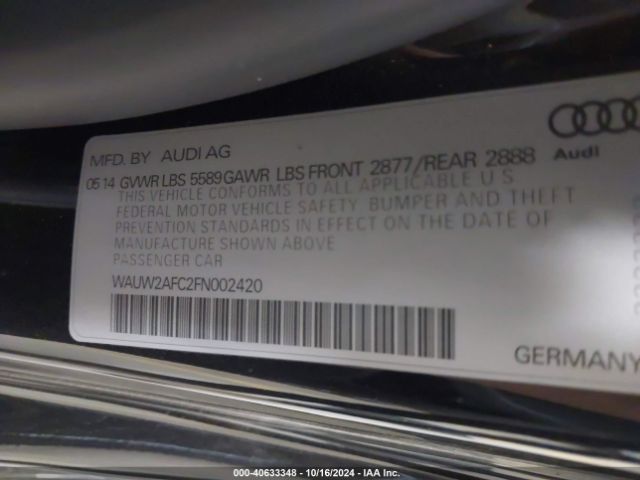 MFD. BY AUDI AG
05 14 GVWR LBS 5589 GAWR LBS FRONT 2877/REAR 2888
THIS VEHICLE CONFORMS TO ALL APPLICABLE U S
FEDERAL MOTOR VEHICLE SAFETY BUMPER AND THEFT
PREVENTION STANDARDS IN EFFECT ON THE DATE OF
MANUFACTURE SHOWN ABOVE
PASSENGER CAR
WAUW2AFC2FN002420
Audi
GERMANY
000-40633348 - 10/16/2024 - IAA Inc.